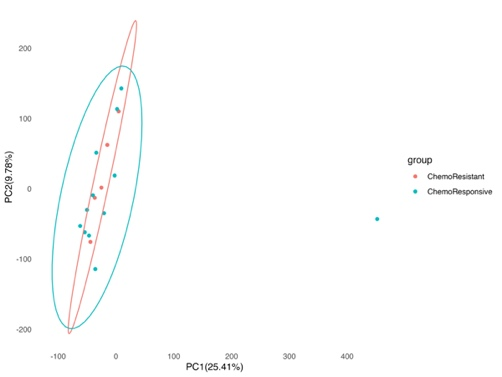 200
100
0
-100
-200
PC2(9.78%)
-100
0
100
200
300
400
PC1(25.41%)
group
ChemoResistant
ChemoResponsive